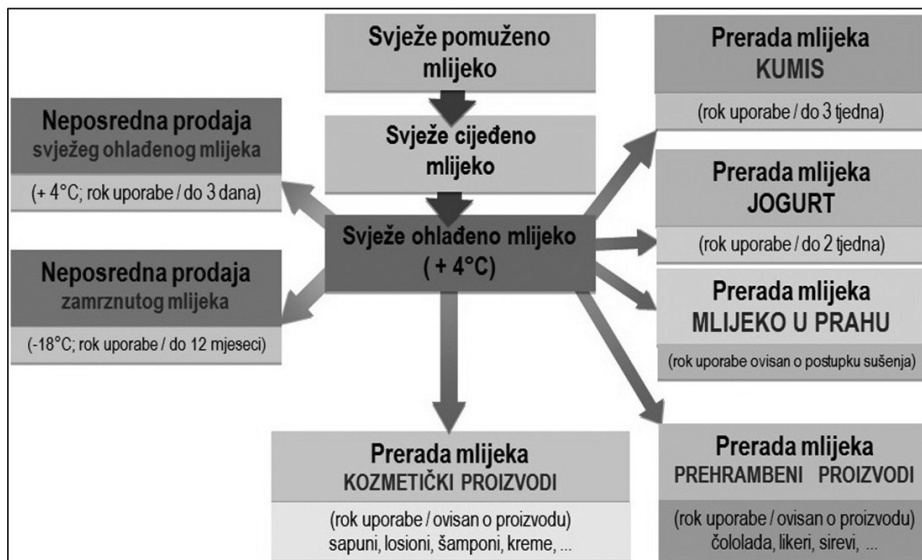 Svježe pomuženo
mlijeko
Svježe cijeđeno
mlijeko
Svježe ohlađeno mlijeko
( + 4°C)
Neposredna prodaja
svježeg ohlađenog mlijeka
(+ 4°C; rok uporabe / do 3 dana)
Neposredna prodaja
zamrznutog mlijeka
(-18°C; rok uporabe / do 12 mjeseci)
Prerada mlijeka
KUMIS
(rok uporabe / do 3 tjedna)
Prerada mlijeka
JOGURT
(rok uporabe / do 2 tjedna)
Prerada mlijeka
MLIJEKO U PRAHU
(rok uporabe ovisan o postupku sušenja)
Prerada mlijeka
KOZMETIČKI PROIZVODI
(rok uporabe / ovisan o proizvodu)
sapuni, losioni, šamponi, kreme, ...
Prerada mlijeka
PREHRAMBENI PROIZVODI
(rok uporabe / ovisan o proizvodu)
čololada, likeri, sirevi, ...